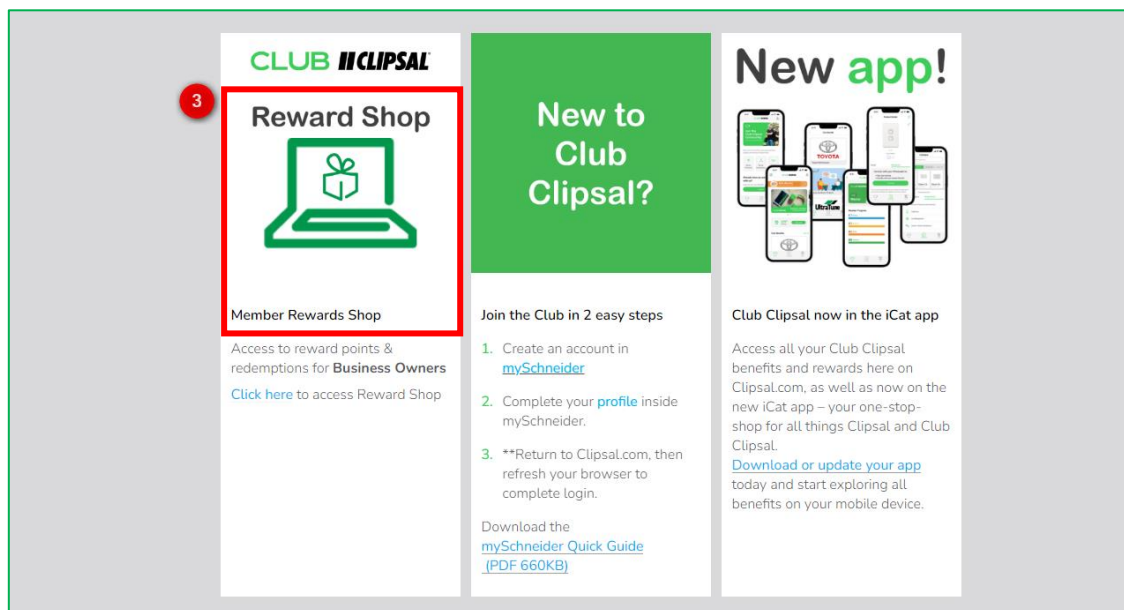 3
CLUB CLIPSAL
Reward Shop
Member Rewards Shop
Access to reward points &
redemptions for Business Owners
Click here to access Reward Shop
New to
Club
Clipsal?
Join the Club in 2 easy steps
1. Create an account in
mySchneider
2. Complete your profile inside
mySchneider.
3. **Return to Clipsal.com, then
refresh your browser to
complete login.
Download the
mySchneider Quick Guide
(PDF 660KB)
New app!
TOYOTA
UltraTune
Club Clipsal now in the iCat app
Access all your Club Clipsal
benefits and rewards here on
Clipsal.com, as well as now on the
new iCat app – your one-stop-
shop for all things Clipsal and Club
Clipsal.
Download or update your app
today and start exploring all
benefits on your mobile device.